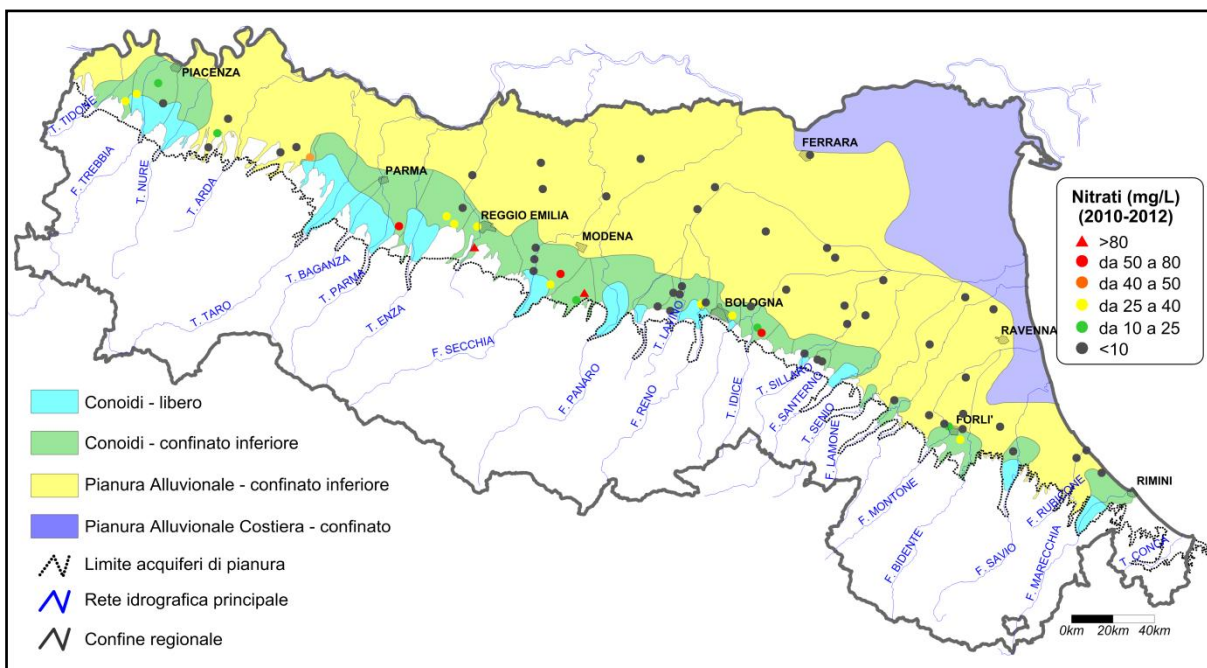 PIACENZA
T. TIDONE
F. TREBBIA
T. NURE
T. ARDA
PARMA
REGGIO EMILIA
MODENA
FERRARA
BOLOGNA
RAVENNA
FORLI'
RIMINI
T. TARO
T. BAGANZA
T. PARMA
T. ENZA
F. SECCHIA
F. PANARO
F. RENO
T. LAVINO
T. IDICE
T. SILLARO
F. SANTERNO
T. SENIO
F. LAMONE
F. MONTONE
F. BIDENTE
F. SAVIO
F. RUBICONE
F. MARECCHIA
T. CONCA
Nitrati (mg/L)
(2010-2012)
>80
da 50 a 80
da 40 a 50
da 25 a 40
da 10 a 25
<10
Conoidi - libero
Conoidi - confinato inferiore
Pianura Alluvionale - confinato inferiore
Pianura Alluvionale Costiera - confinato
Limite acquiferi di pianura
Rete idrografica principale
Confine regionale
0km 20km 40km